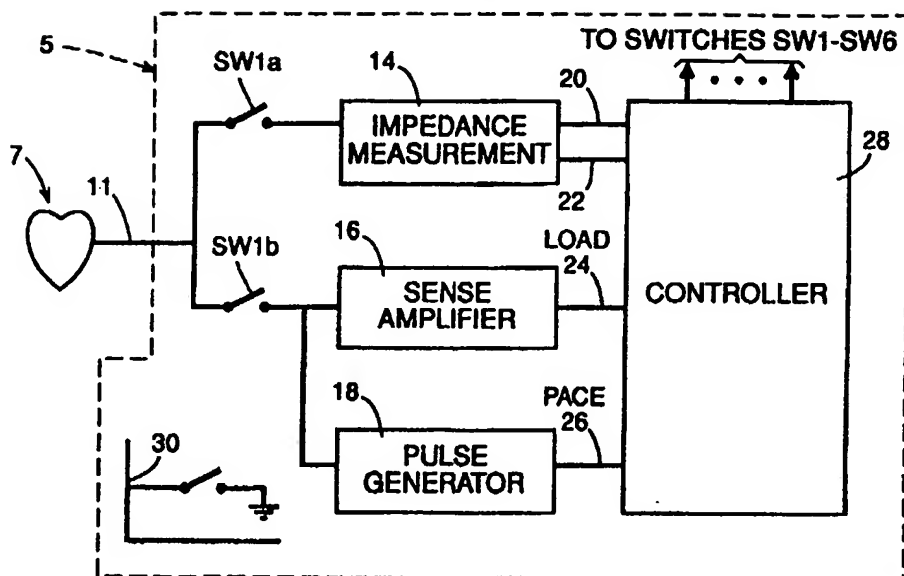 5
TO SWITCHES SW1-SW6
SW1a
14
20
IMPEDANCE
MEASUREMENT
22
28
7
11
SW1b
16
LOAD
24
SENSE
AMPLIFIER
CONTROLLER
18
PACE
26
PULSE
GENERATOR
30